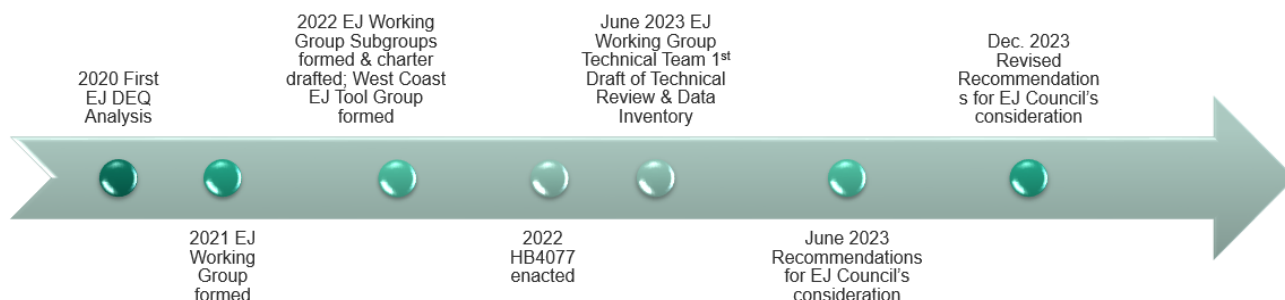 2020 First
EJ DEQ
Analysis
2021 EJ
Working
Group
formed
2022 EJ Working
Group Subgroups
formed & charter
drafted; West Coast
EJ Tool Group
formed
2022
HB4077
enacted
June 2023 EJ
Working Group
Technical Team 1st
Draft of Technical
Review & Data
Inventory
June 2023
Recommendations
for EJ Council's
consideration
Dec. 2023
Revised
Recommendation
s for EJ Council's
consideration